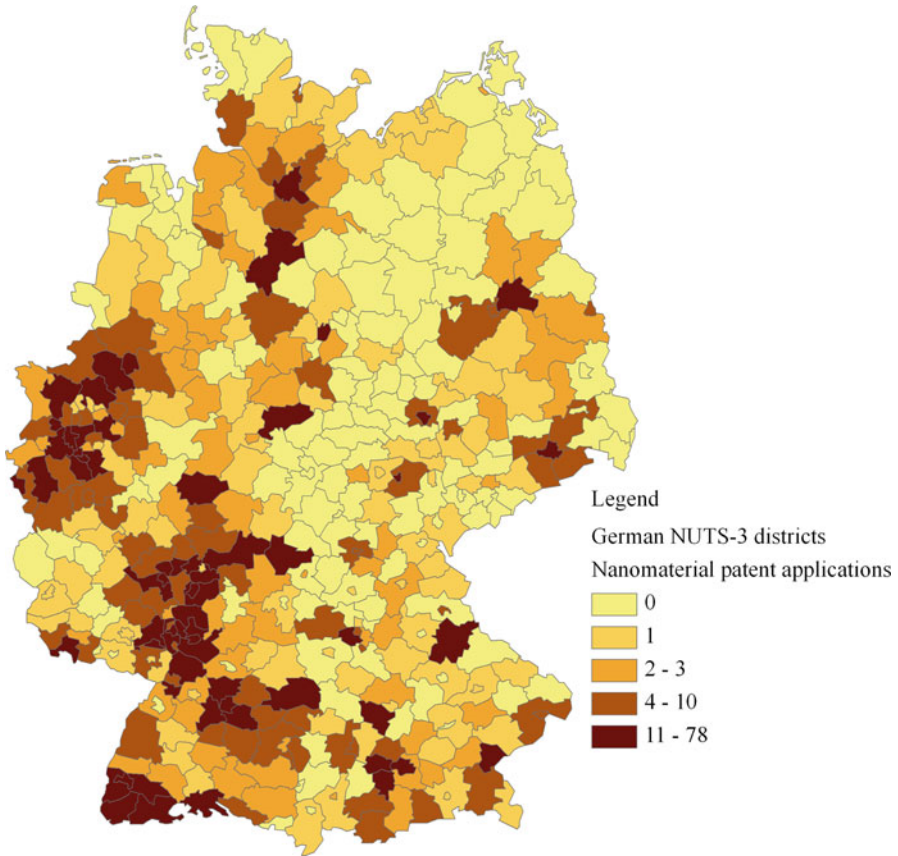 Legend
German NUTS-3 districts
Nanomaterial patent applications
0
1
2 - 3
4 - 10
11 - 78